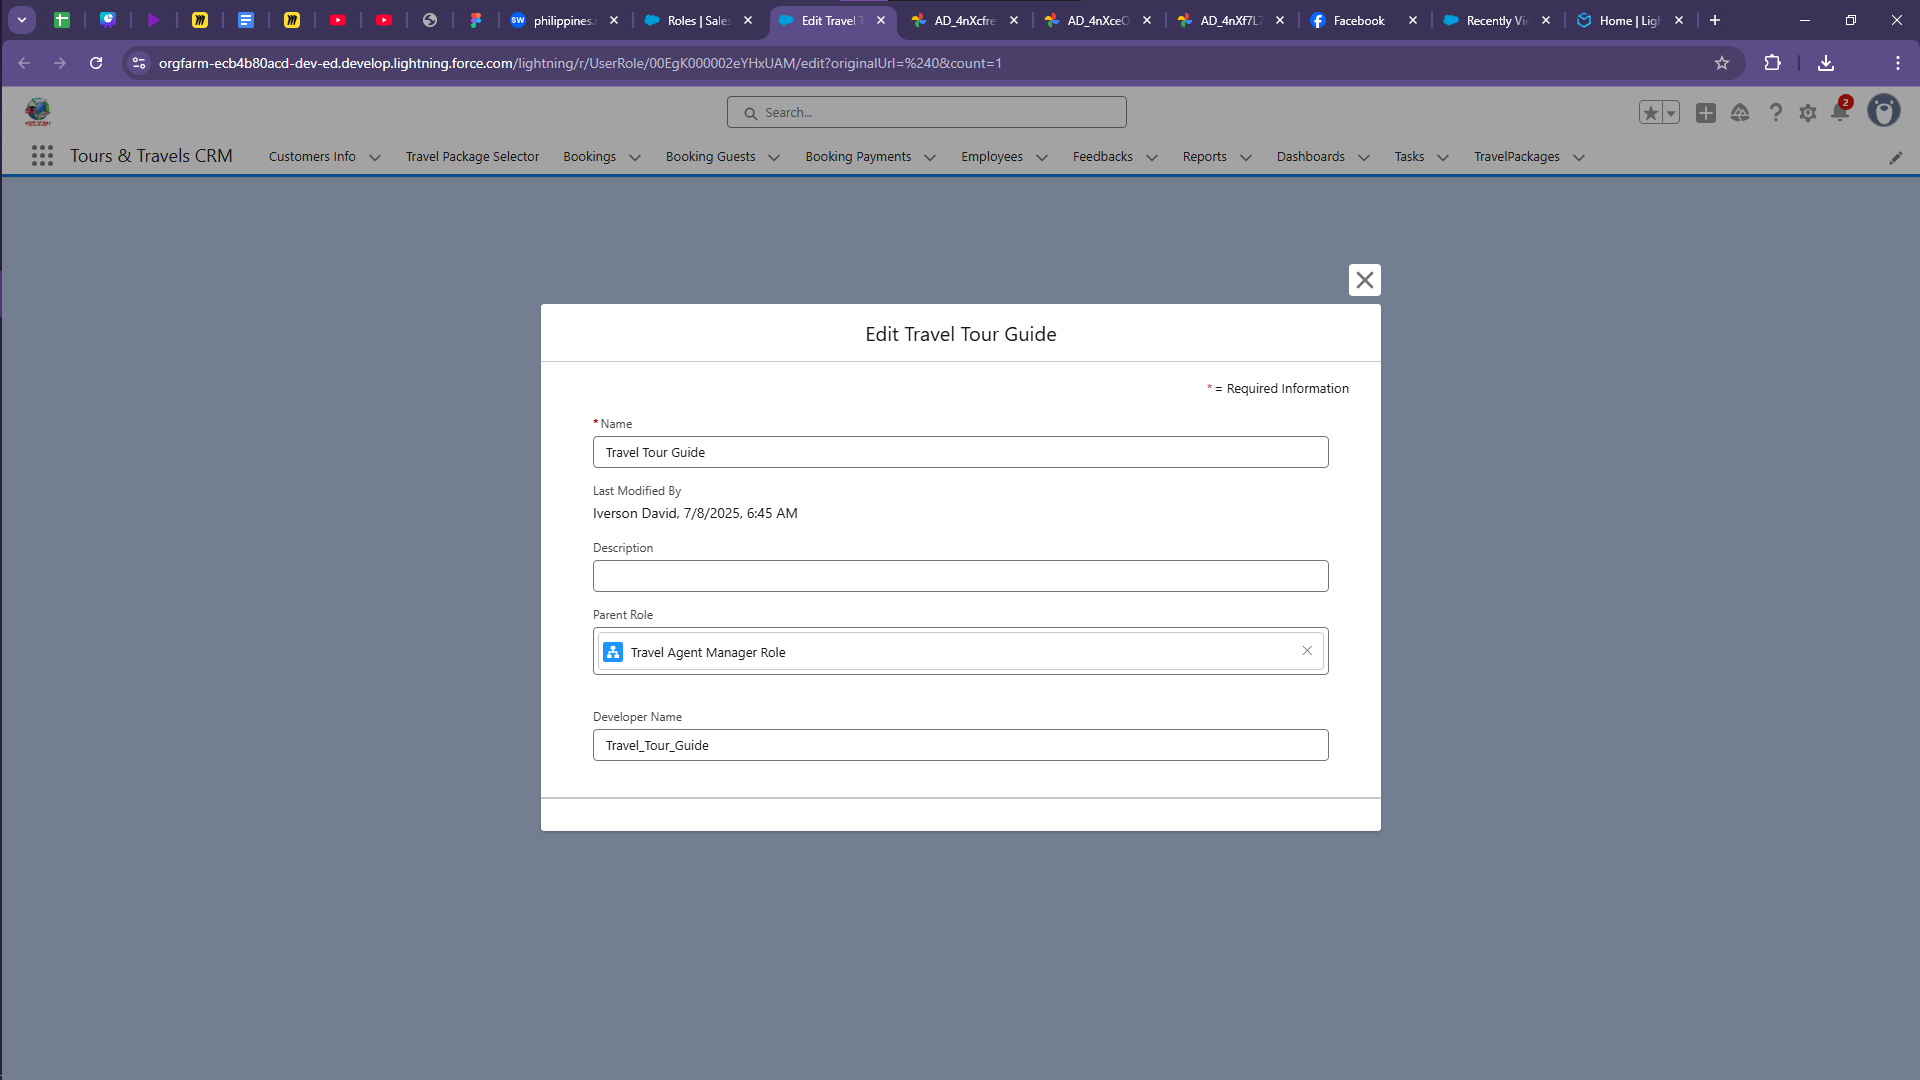 philippines.
Roles | Sales
Edit Travel T
AD_4nXcfre
AD_4nXceO
AD_4nXf7L7
Facebook
Recently Vie
Home | Ligh
orgfarm-ecb4b80acd-dev-ed.develop.lightning.force.com/lightning/r/UserRole/00EgK000002eYHxUAM/edit?originalUrl=%240&count=1
Search...
2
Tours & Travels CRM
Customers Info
Travel Package Selector
Bookings
Booking Guests
Booking Payments
Employees
Feedbacks
Reports
Dashboards
Tasks
TravelPackages
Edit Travel Tour Guide
* = Required Information
* Name
Travel Tour Guide
Last Modified By
Iverson David, 7/8/2025, 6:45 AM
Description
Parent Role
Travel Agent Manager Role
Developer Name
Travel_Tour_Guide